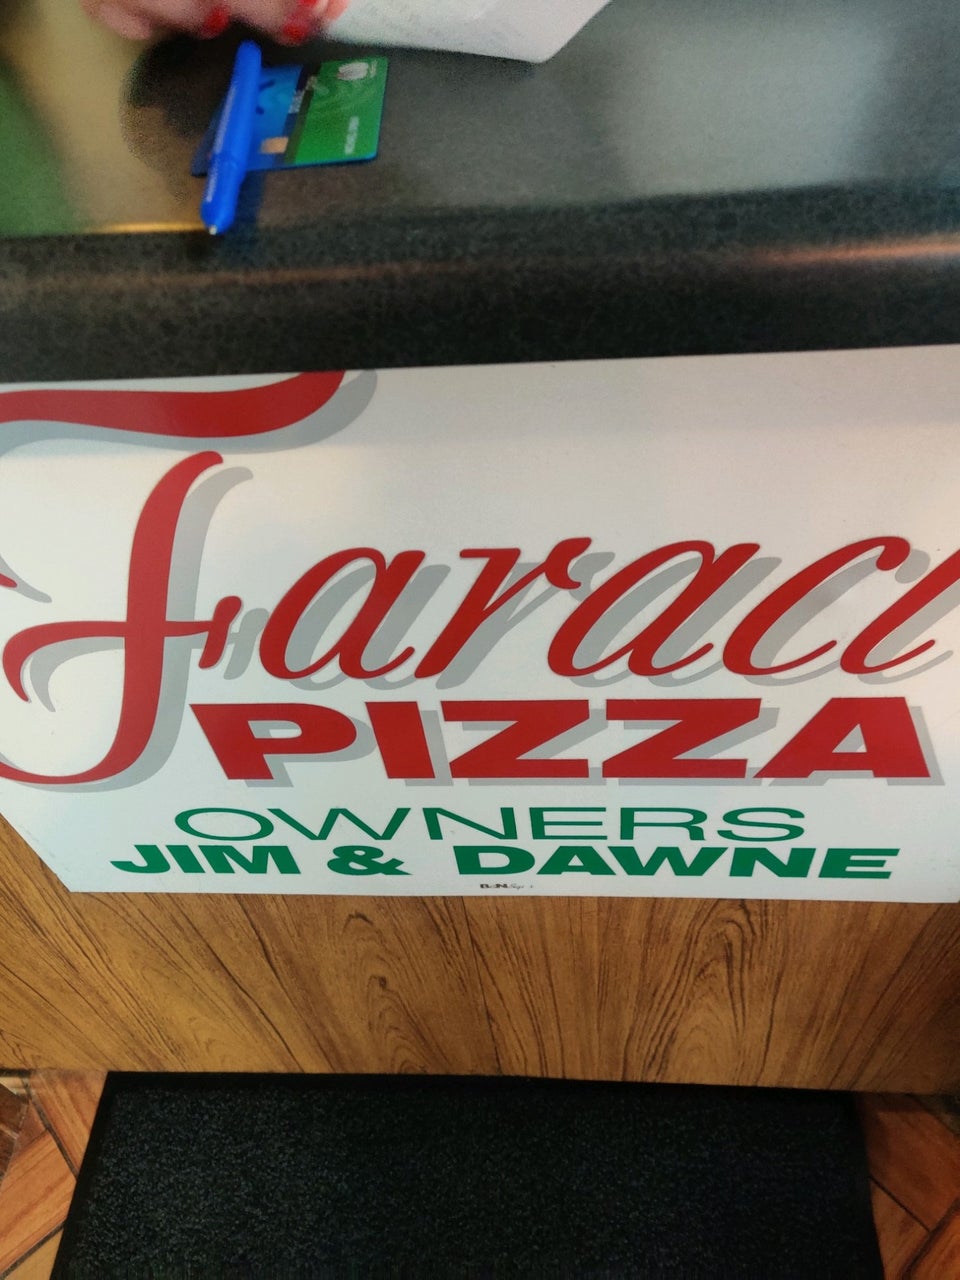 Faraci
PIZZA
OWNERS
JIM & DAWNE